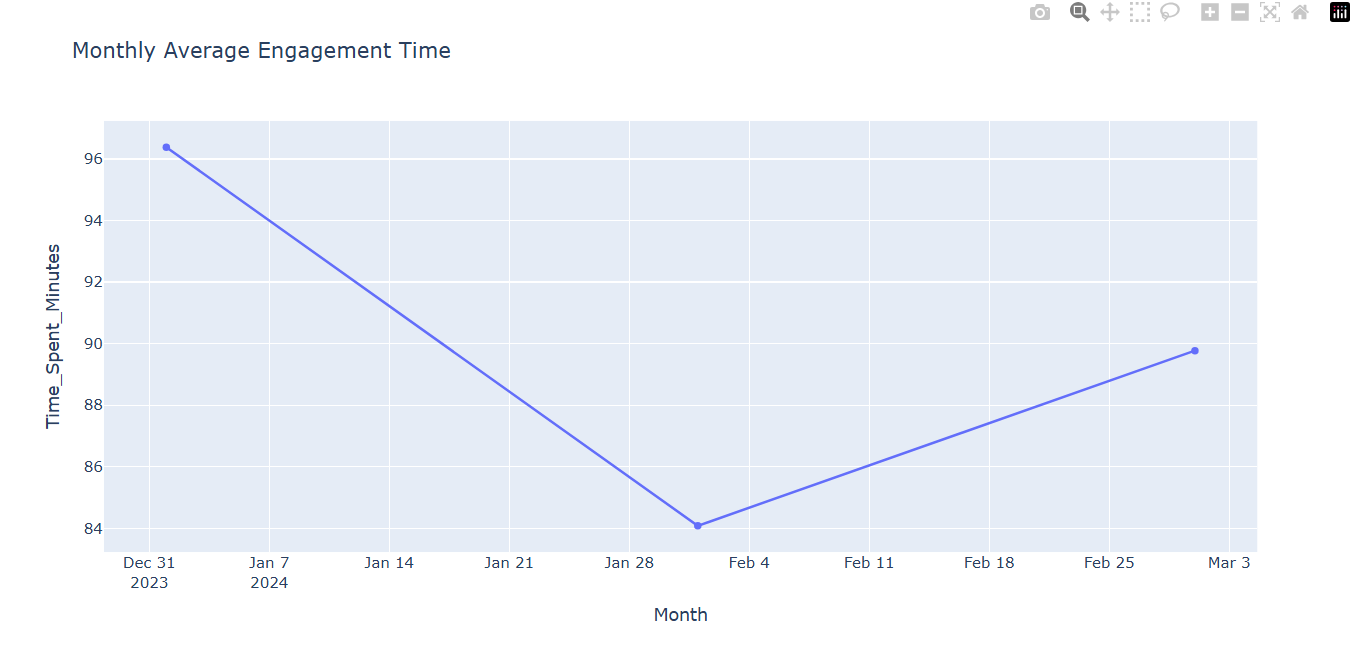 Monthly Average Engagement Time
96
94
92
90
88
86
84
Time_Spent_Minutes
Dec 31 Jan 7 Jan 14 Jan 21 Jan 28 Feb 4 Feb 11 Feb 18 Feb 25 Mar 3
2023 2024
Month